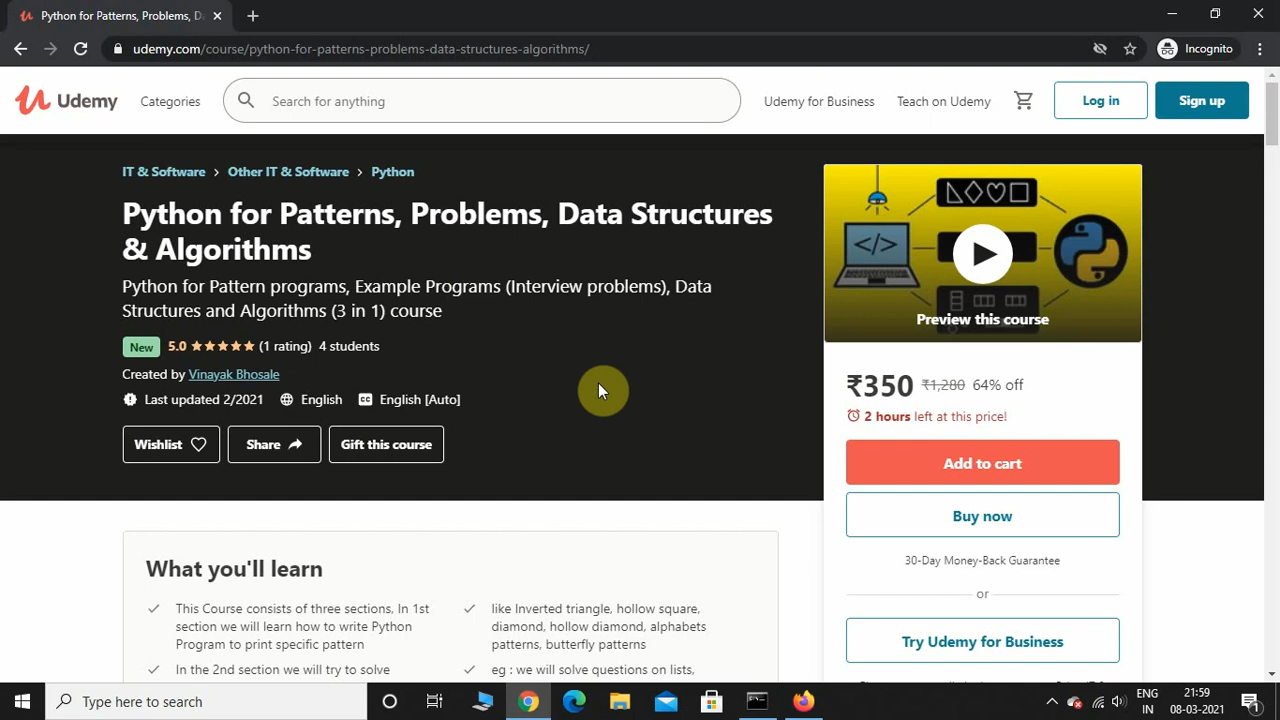 Python for Patterns, Problems, Da
udemy.com/course/python-for-patterns-problems-data-structures-algorithms/
Incognito
Udemy
Categories
Search for anything
Udemy for Business
Teach on Udemy
Log in
Sign up
IT & Software
Other IT & Software
Python
Python for Patterns, Problems, Data Structures
& Algorithms
Python for Pattern programs, Example Programs (Interview problems), Data
Structures and Algorithms (3 in 1) course
New
5.0
(1 rating)
4 students
Created by Vinayak Bhosale
Last updated 2/2021
English
English [Auto]
Wishlist
Share
Gift this course
</>
Preview this course
₹350 ₹1,280 64% off
2 hours left at this price!
Add to cart
Buy now
30-Day Money-Back Guarantee
or
Try Udemy for Business
What you'll learn
This Course consists of three sections, In 1st
section we will learn how to write Python
Program to print specific pattern
In the 2nd section we will try to solve
like Inverted triangle, hollow square,
diamond, hollow diamond, alphabets
patterns, butterfly patterns
eg : we will solve questions on lists,
Type here to search
ENG
IN
21:59
08-03-2021
1